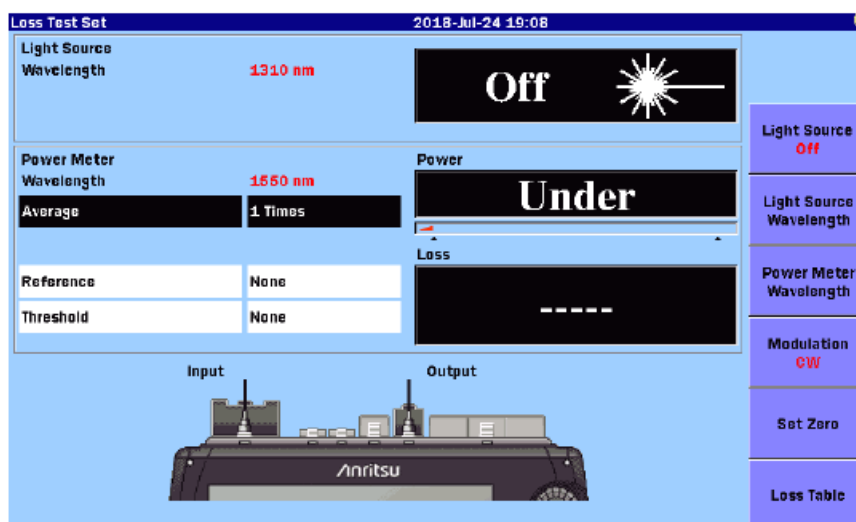 Loss Test Set 2018-Jul-24 19:08
Light Source
Wavelength 1310 nm
Off
Power Meter
Wavelength 1550 nm
Average 1 Times
Reference None
Threshold None
Power
Under
Loss
-----
Input Output
Anritsu
Light Source
Off
Light Source
Wavelength
Power Meter
Wavelength
Modulation
CW
Set Zero
Loss Table